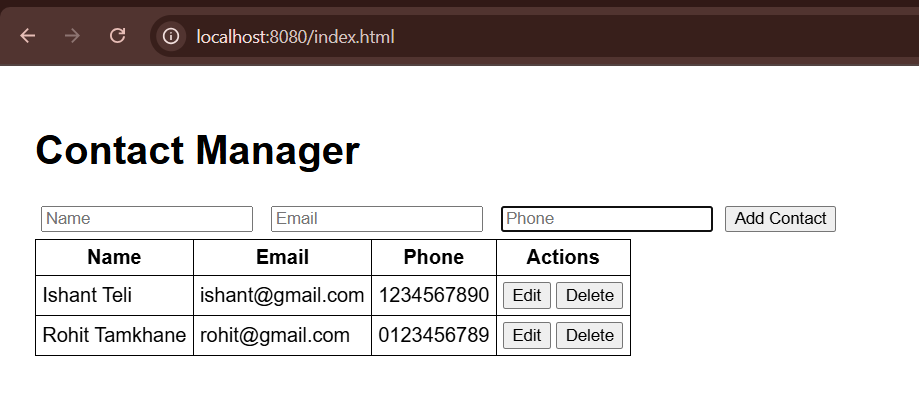 localhost:8080/index.html
Contact Manager
Name Email Phone Add Contact
Name Email Phone Actions
Ishant Teli ishant@gmail.com 1234567890 Edit Delete
Rohit Tamkhane rohit@gmail.com 0123456789 Edit Delete